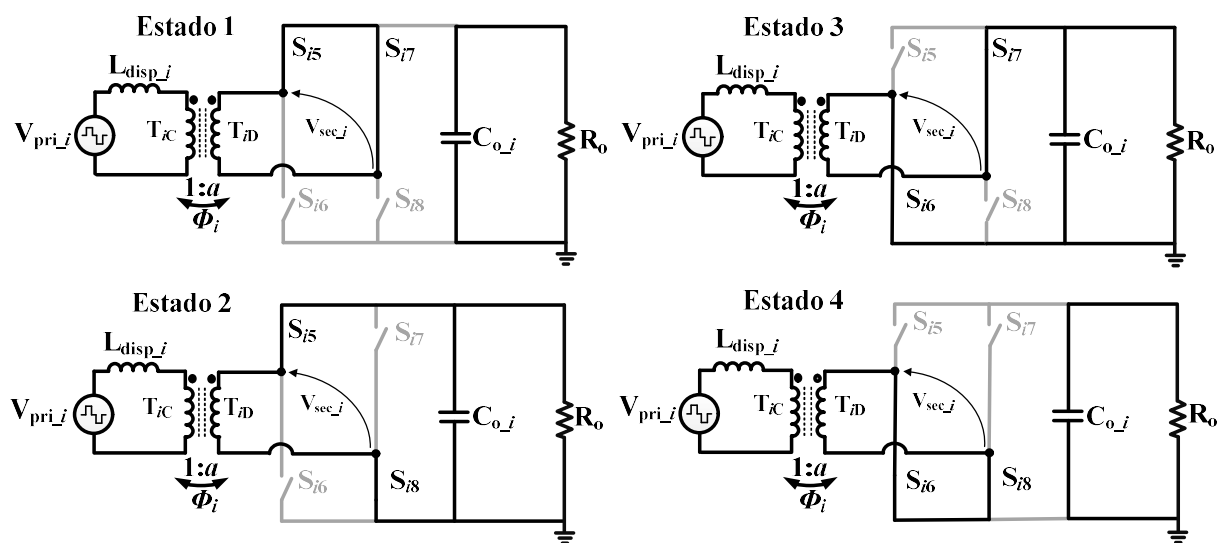 Estado 1
S_i5
S_i7
L_disp_i
V_pri_i
T_iC
T_iD
V_sec_i
C_o_i
R_o
1:a
Φ_i
S_i6
S_i8
Estado 3
S_i5
S_i7
L_disp_i
V_pri_i
T_iC
T_iD
V_sec_i
C_o_i
R_o
1:a
Φ_i
S_i6
S_i8
Estado 2
S_i5
S_i7
L_disp_i
V_pri_i
T_iC
T_iD
V_sec_i
C_o_i
R_o
1:a
Φ_i
S_i6
S_i8
Estado 4
S_i5
S_i7
L_disp_i
V_pri_i
T_iC
T_iD
V_sec_i
C_o_i
R_o
1:a
Φ_i
S_i6
S_i8